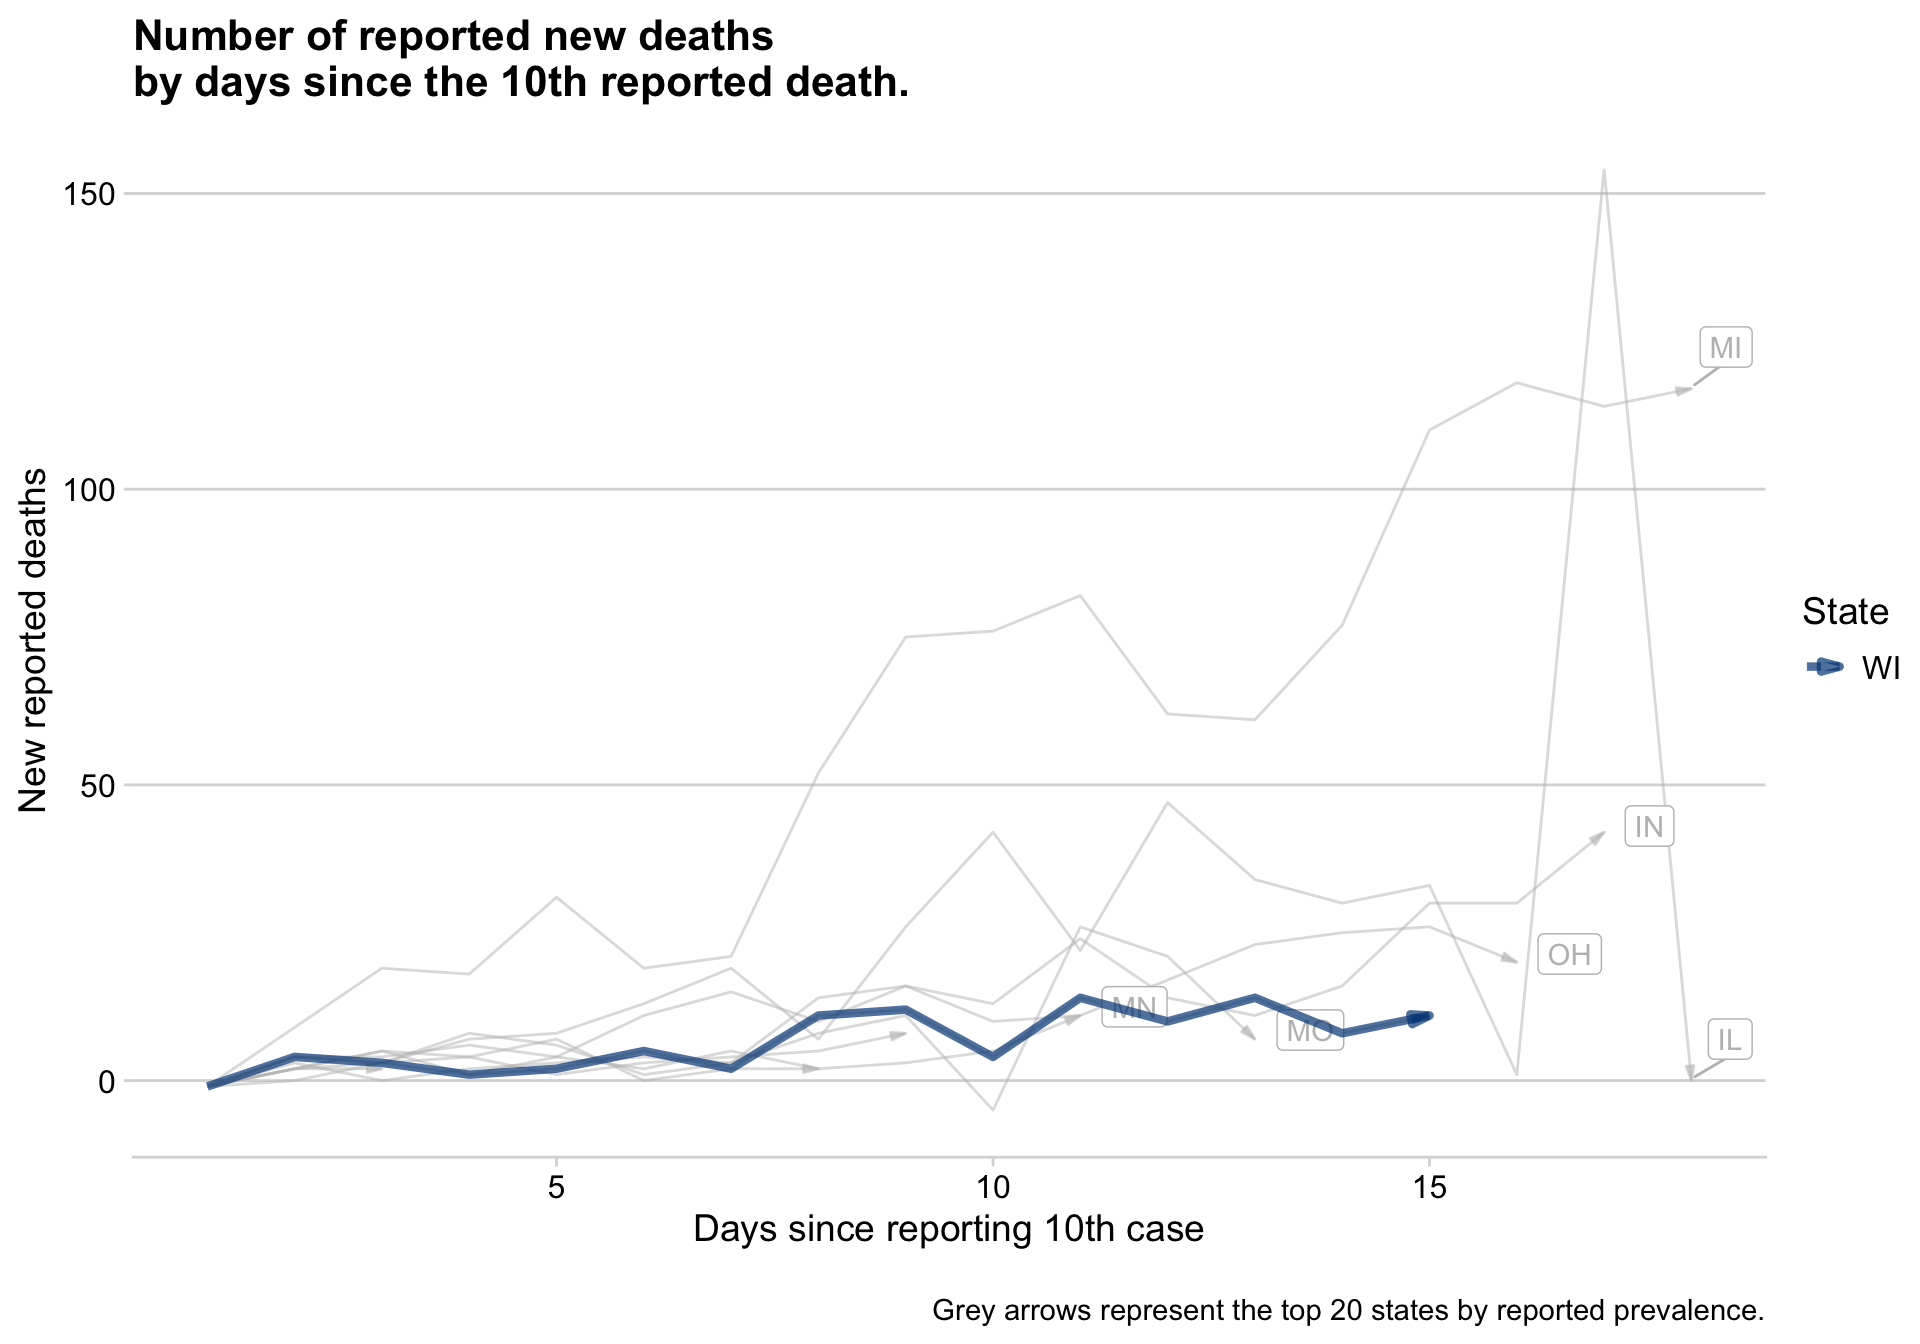 Number of reported new deaths
by days since the 10th reported death.
New reported deaths
150
100
50
0
MI
IN
OH
MN
MO
IL
State
WI
5
10
15
Days since reporting 10th case
Grey arrows represent the top 20 states by reported prevalence.